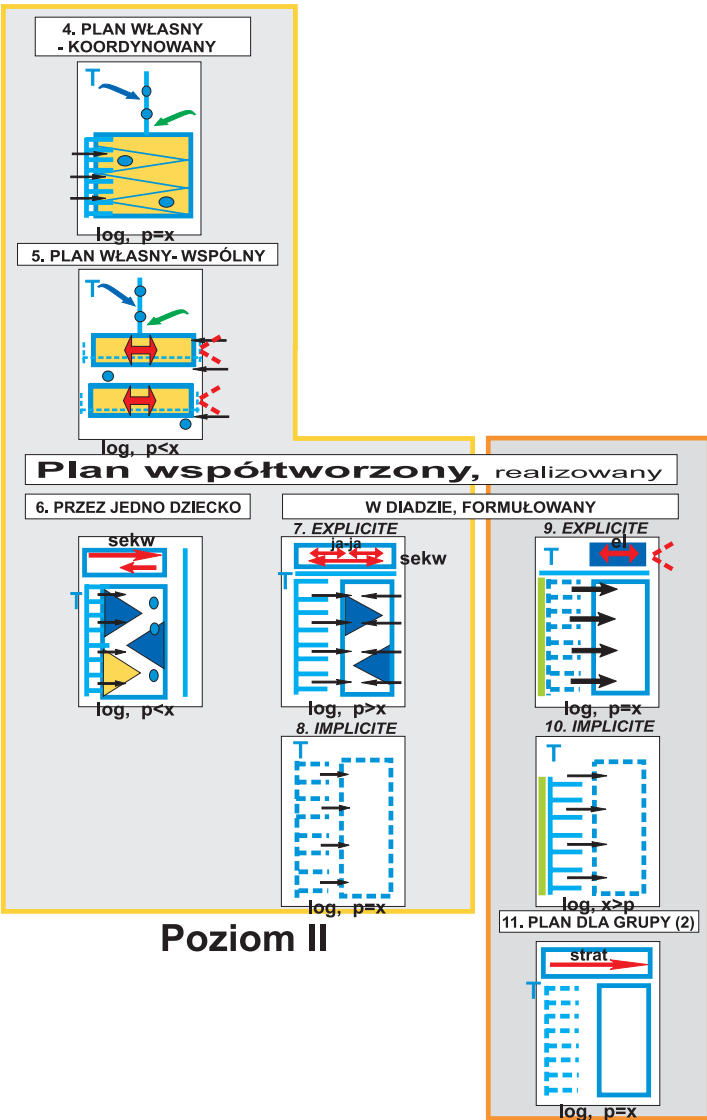 4. PLAN WŁASNY
- KOORDYNOWANY
T
log, p=x
5. PLAN WŁASNY- WSPÓLNY
T
log, p<x
Plan współtworzony, realizowany
6. PRZEZ JEDNO DZIECKO
W DIADZIE, FORMUŁOWANY
sekw
T
log, p<x
7. EXPLICITE
ja-ja
sekw
T
log, p>x
8. IMPLICITE
T
log, p=x
9. EXPLICITE
el
T
log, p=x
10. IMPLICITE
T
log, x>p
11. PLAN DLA GRUPY (2)
strat
T
log, p=x
Poziom II